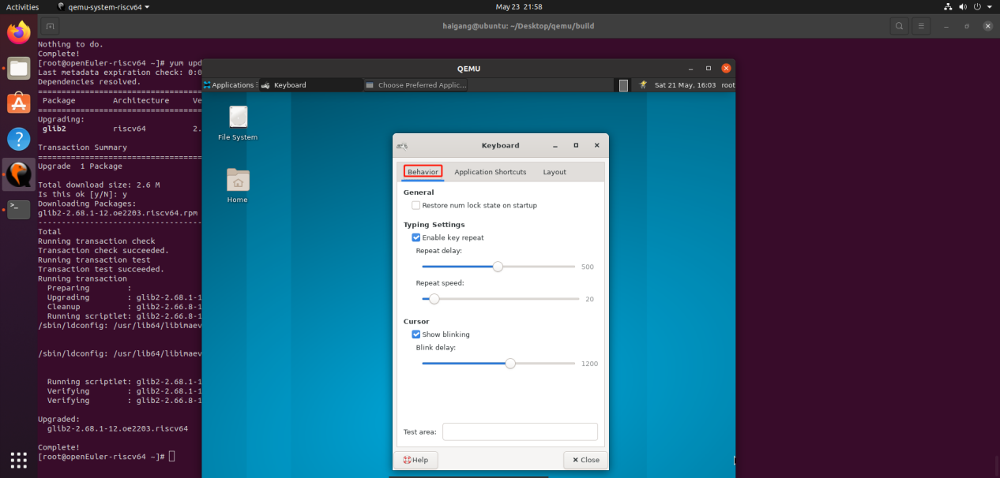 Activities
qemu-system-riscv64
May 23 21:58
haigang@ubuntu: ~/Desktop/qemu/build
Nothing to do.
Complete!
[root@openEuler-riscv64 ~]# yum upd
Last metadata expiration check: 0:0
Dependencies resolved.
================================
Package Architecture Ve
================================
Upgrading:
glib2 riscv64 2.
Transaction Summary
================================
Upgrade 1 Package
Total download size: 2.6 M
Is this ok [y/N]: y
Downloading Packages:
glib2-2.68.1-12.oe2203.riscv64.rpm
--------------------------------
Total
Running transaction check
Transaction check succeeded.
Running transaction test
Transaction test succeeded.
Running transaction
Preparing :
Upgrading : glib2-2.68.1-1
Cleanup : glib2-2.66.8-1
Running scriptlet: glib2-2.66.8-1
/sbin/ldconfig: /usr/lib64/libimaev
/sbin/ldconfig: /usr/lib64/libimaev
Running scriptlet: glib2-2.68.1-1
Verifying : glib2-2.68.1-1
Verifying : glib2-2.66.8-1
Upgraded:
glib2-2.68.1-12.oe2203.riscv64
Complete!
[root@openEuler-riscv64 ~]#
QEMU
Applications
Keyboard
Choose Preferred Applic...
Sat 21 May, 16:03
root
File System
Home
Keyboard
Behavior
Application Shortcuts
Layout
General
Restore num lock state on startup
Typing Settings
Enable key repeat
Repeat delay:
500
Repeat speed:
20
Cursor
Show blinking
Blink delay:
1200
Test area:
Help
Close